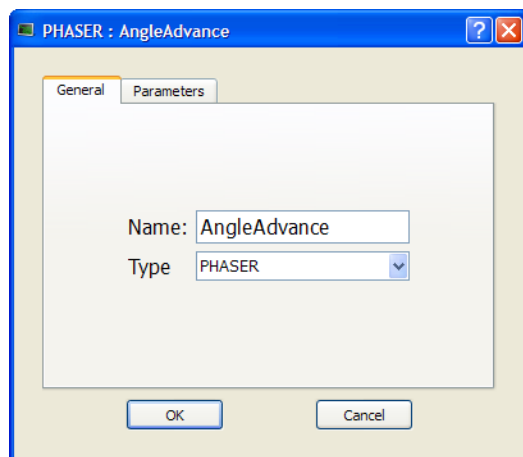 PHASER : AngleAdvance ?
General Parameters
Name: AngleAdvance
Type PHASER
OK Cancel